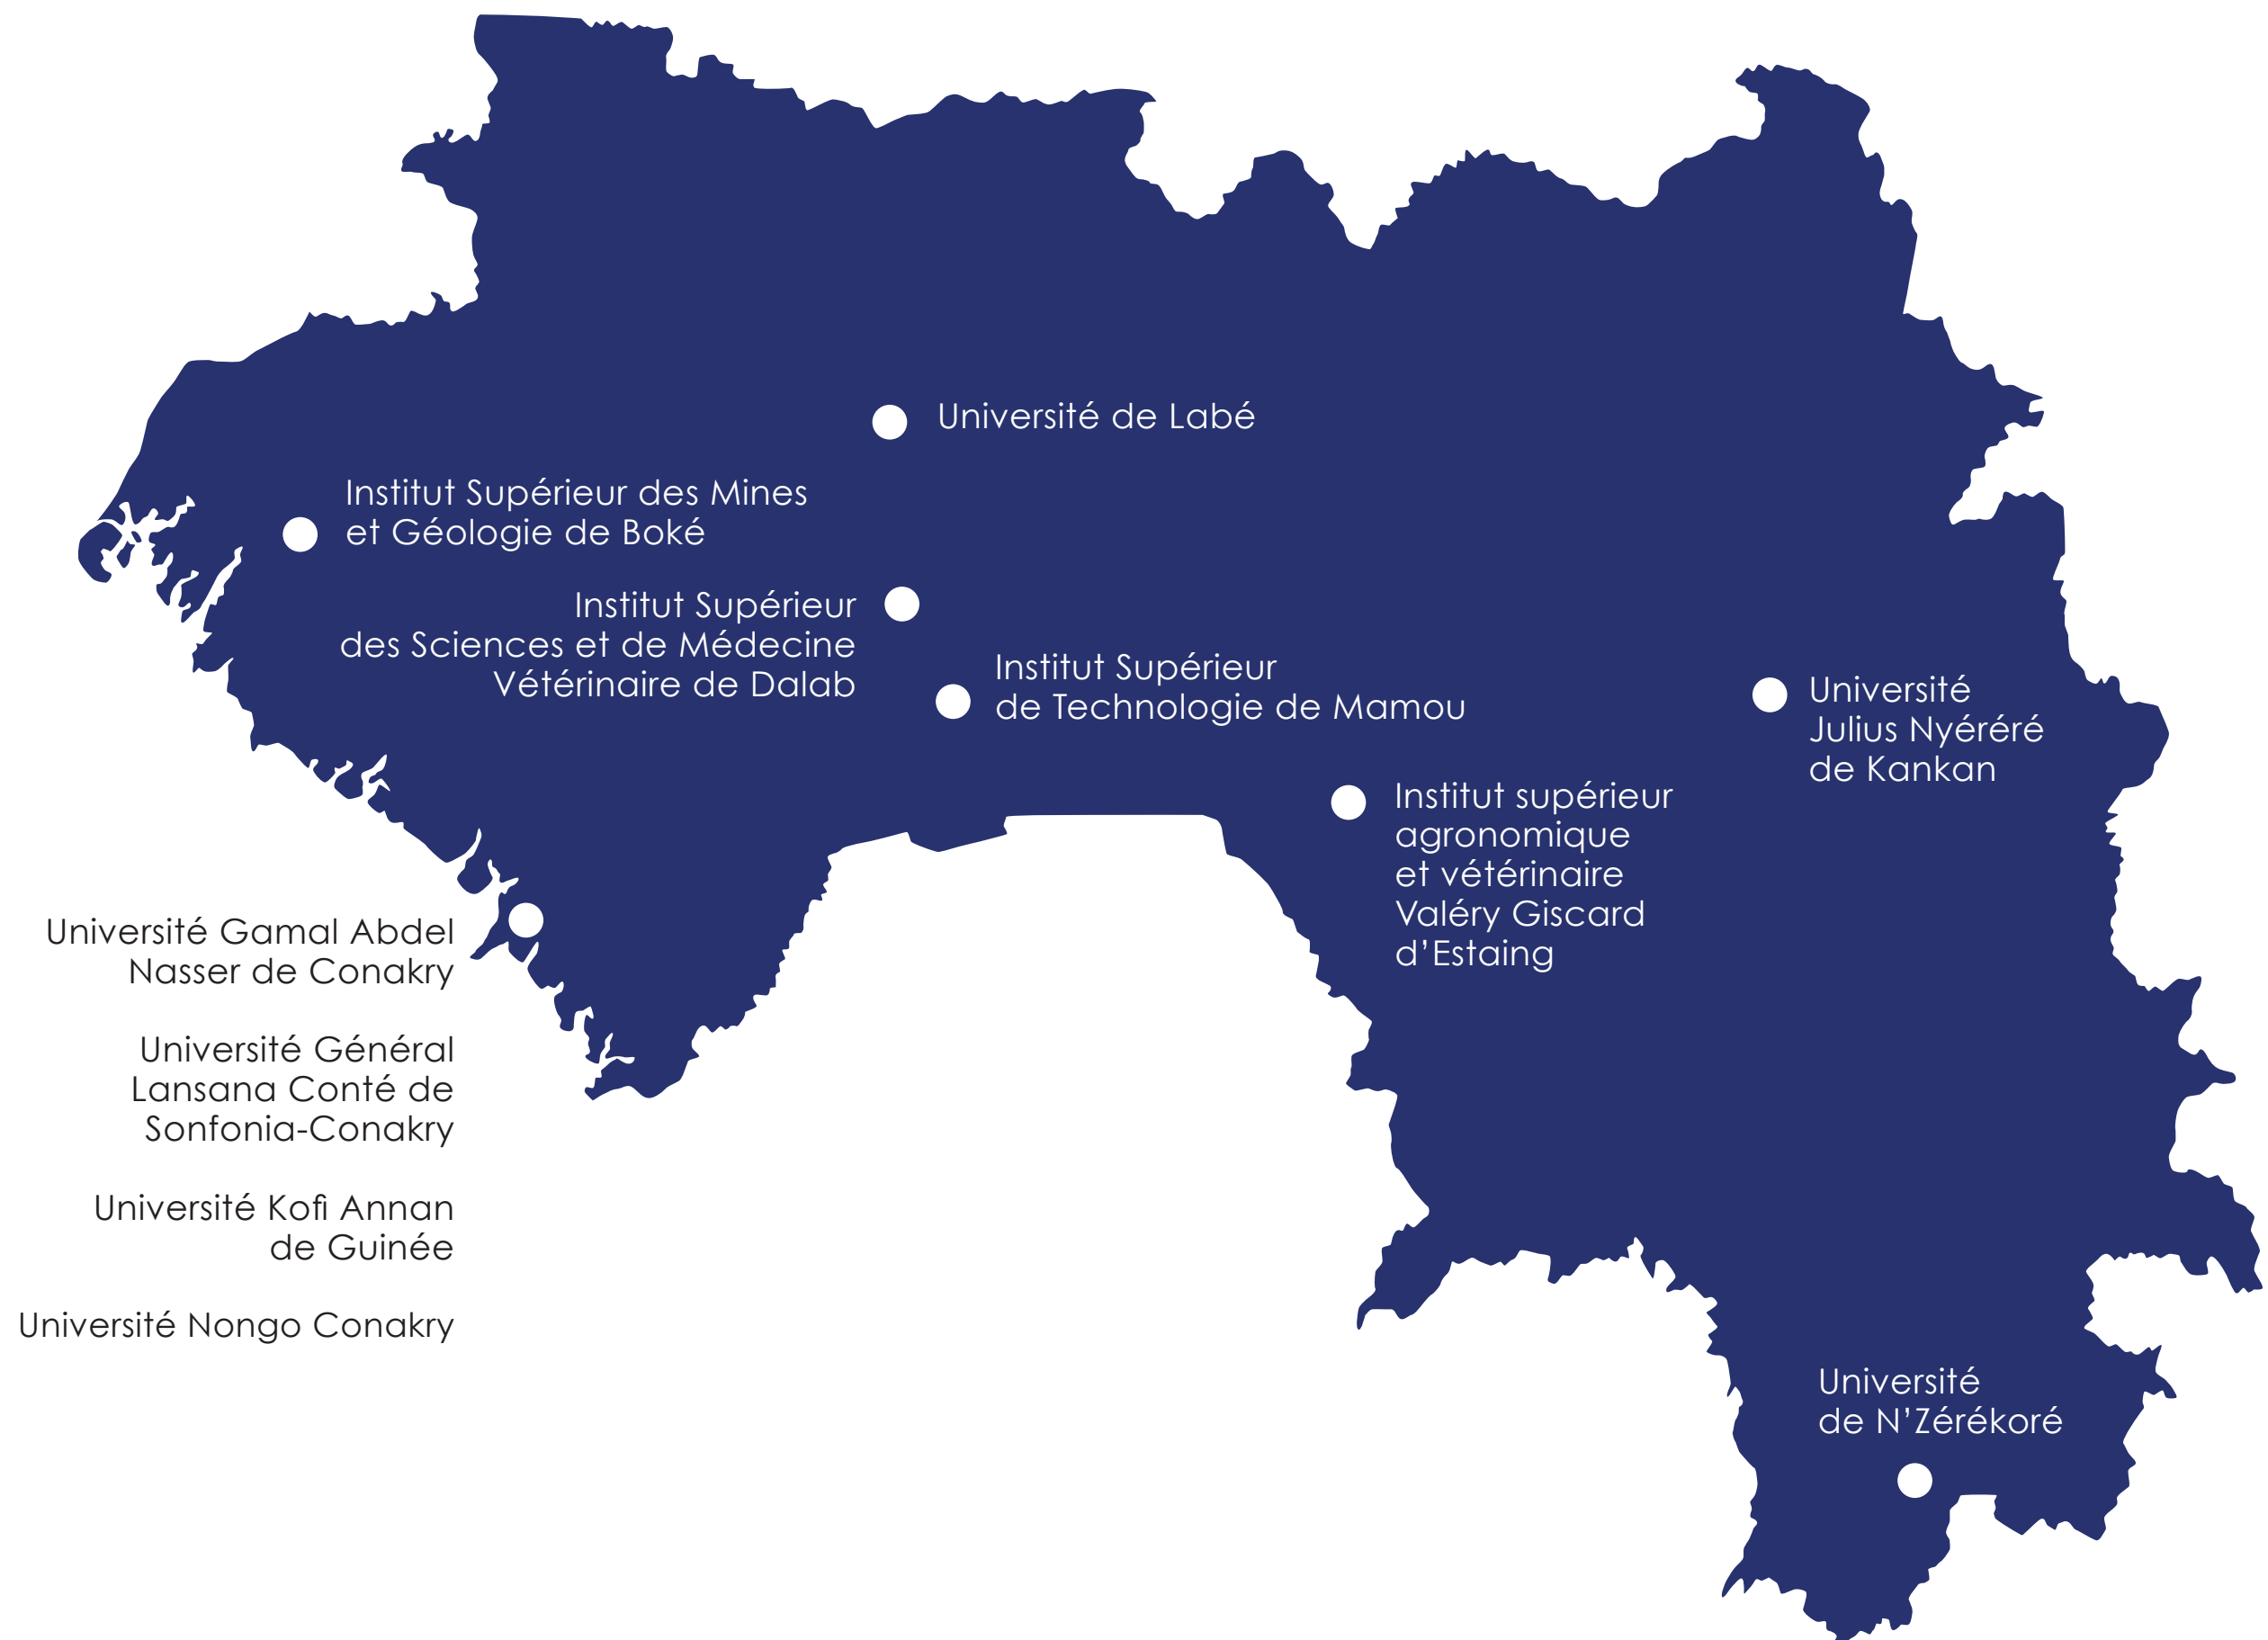 Université de Labé
Institut Supérieur des Mines
et Géologie de Boké
Institut Supérieur
des Sciences et de Médecine
Vétérinaire de Dalab
Institut Supérieur
de Technologie de Mamou
Université
Julius Nyéréré
de Kankan
Institut supérieur
agronomique
et vétérinaire
Valéry Giscard
d’Estaing
Université Gamal Abdel
Nasser de Conakry
Université Général
Lansana Conté de
Sonfonia-Conakry
Université Kofi Annan
de Guinée
Université Nongo Conakry
Université
de N’Zérékoré